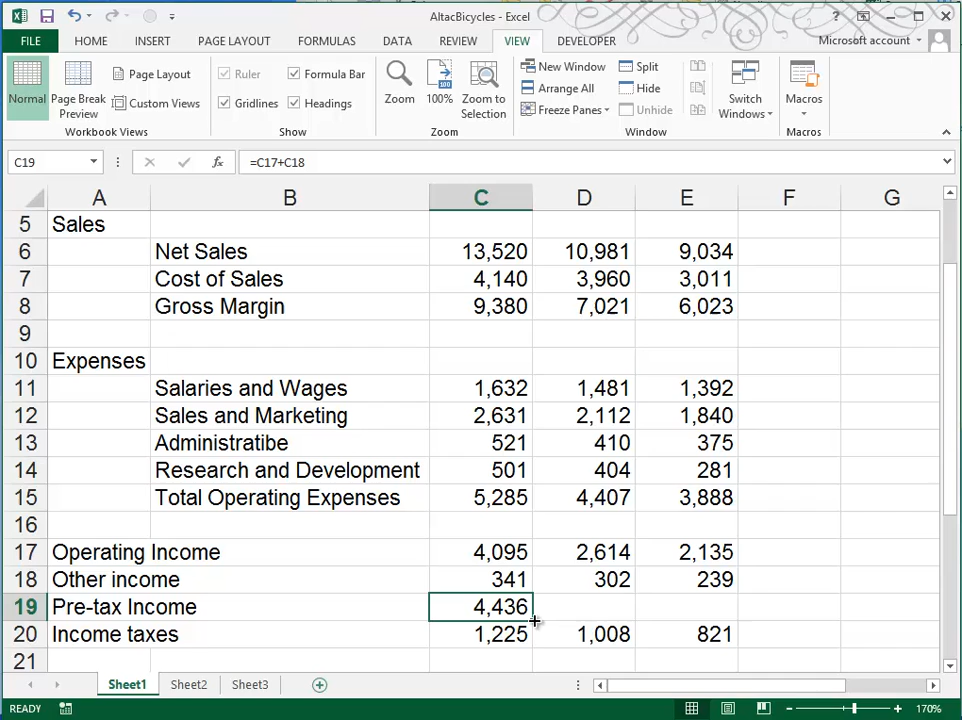 AltacBicycles - Excel
FILE HOME INSERT PAGE LAYOUT FORMULAS DATA REVIEW VIEW DEVELOPER Microsoft account
Normal
Page Break Preview
Page Layout
Custom Views
Workbook Views
Ruler
Formula Bar
Gridlines
Headings
Show
Zoom
100%
Zoom to Selection
Zoom
New Window
Arrange All
Freeze Panes
Split
Hide
Unhide
Switch Windows
Window
Macros
Macros
C19 fx =C17+C18
A B C D E F G
5 Sales
6 Net Sales 13,520 10,981 9,034
7 Cost of Sales 4,140 3,960 3,011
8 Gross Margin 9,380 7,021 6,023
9
10 Expenses
11 Salaries and Wages 1,632 1,481 1,392
12 Sales and Marketing 2,631 2,112 1,840
13 Administratibe 521 410 375
14 Research and Development 501 404 281
15 Total Operating Expenses 5,285 4,407 3,888
16
17 Operating Income 4,095 2,614 2,135
18 Other income 341 302 239
19 Pre-tax Income 4,436
20 Income taxes 1,225 1,008 821
21
Sheet1 Sheet2 Sheet3
READY 170%